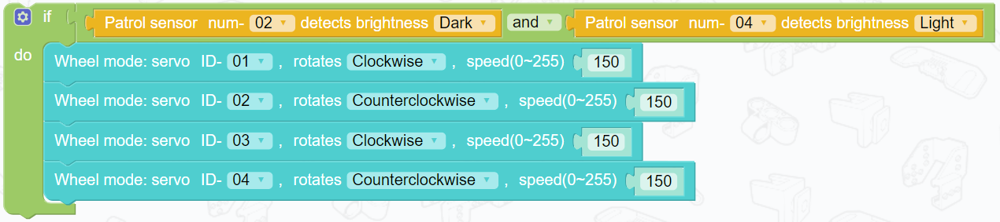 if Patrol sensor num- 02 detects brightness Dark and Patrol sensor num- 04 detects brightness Light
do Wheel mode: servo ID- 01 , rotates Clockwise , speed(0~255) 150
Wheel mode: servo ID- 02 , rotates Counterclockwise , speed(0~255) 150
Wheel mode: servo ID- 03 , rotates Clockwise , speed(0~255) 150
Wheel mode: servo ID- 04 , rotates Counterclockwise , speed(0~255) 150